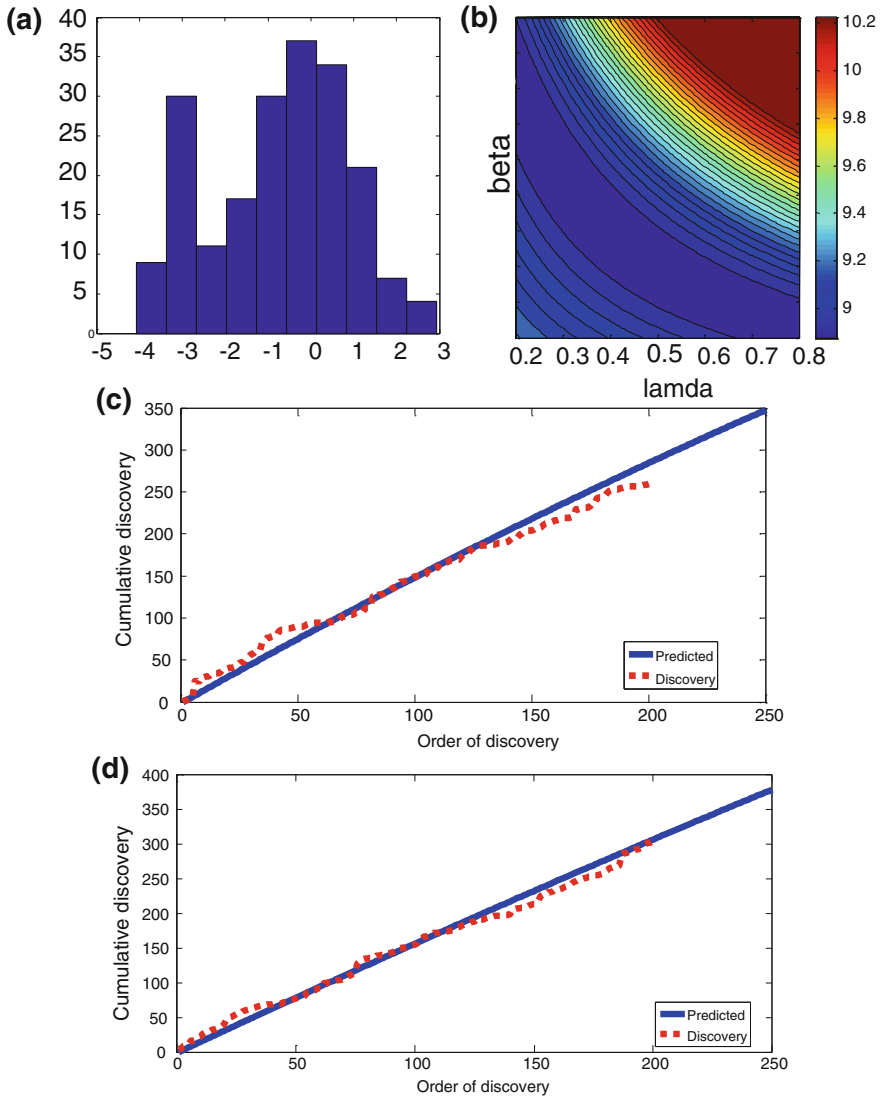 (a)
40
35
30
25
20
15
10
5
0
-5 -4 -3 -2 -1 0 1 2 3
(b)
beta
0.2 0.3 0.4 0.5 0.6 0.7 0.8
lamda
10.2
10
9.8
9.6
9.4
9.2
9
(c)
350
300
250
200
150
100
50
0
Cumulative discovery
Predicted
Discovery
0 50 100 150 200 250
Order of discovery
(d)
400
350
300
250
200
150
100
50
0
Cumulative discovery
Predicted
Discovery
0 50 100 150 200 250
Order of discovery